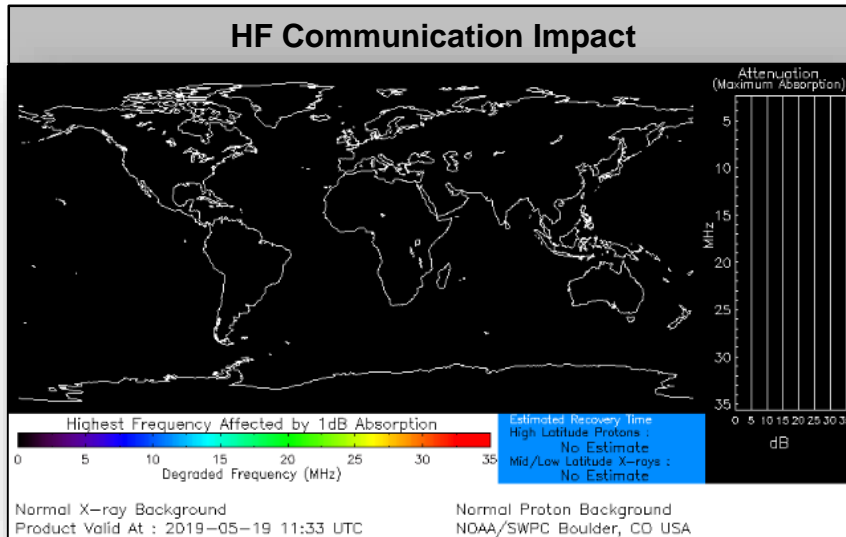 HF Communication Impact
Attenuation
(Maximum Absorption)
5
10
15
20
25
30
35
MHz
0 5 10 15 20 25 30 3
dB
Highest Frequency Affected by 1dB Absorption
0 5 10 15 20 25 30 35
Degraded Frequency (MHz)
Estimated Recovery Time
High Latitude Protons :
No Estimate
Mid/Low Latitude X-rays :
No Estimate
Normal X-ray Background
Product Valid At : 2019-05-19 11:33 UTC
Normal Proton Background
NOAA/SWPC Boulder, CO USA